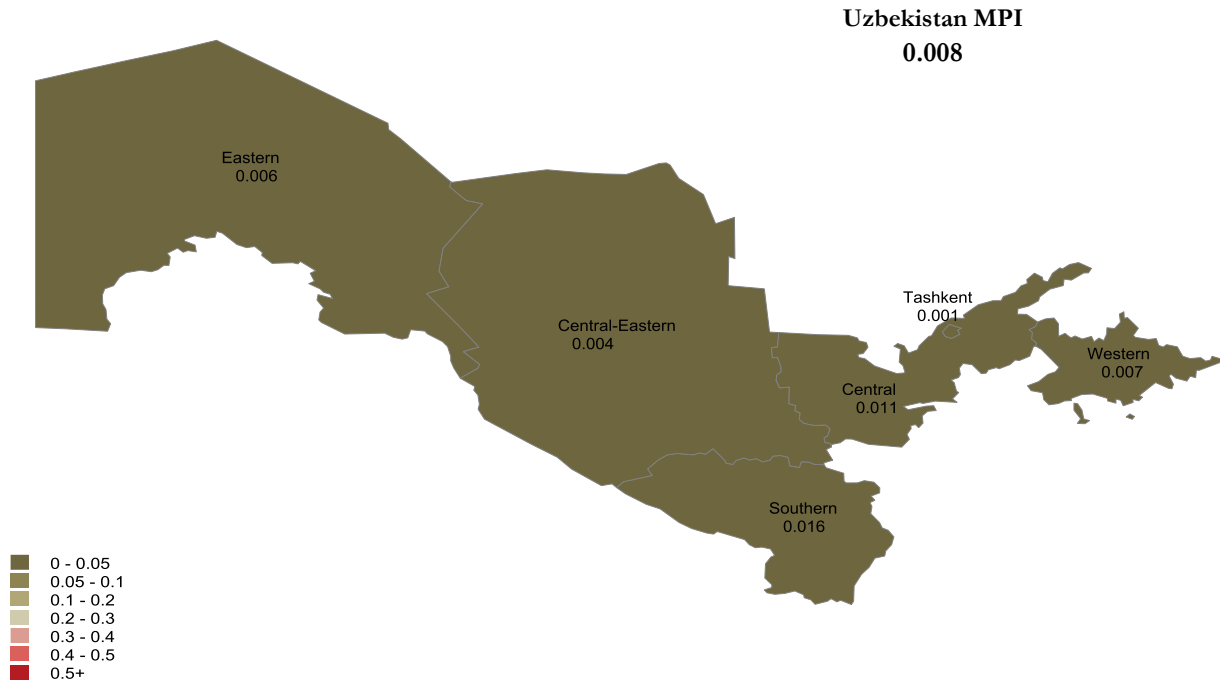 Uzbekistan MPI
0.008
Eastern
0.006
Central-Eastern
0.004
Tashkent
0.001
Western
0.007
Central
0.011
Southern
0.016
0 - 0.05
0.05 - 0.1
0.1 - 0.2
0.2 - 0.3
0.3 - 0.4
0.4 - 0.5
0.5+